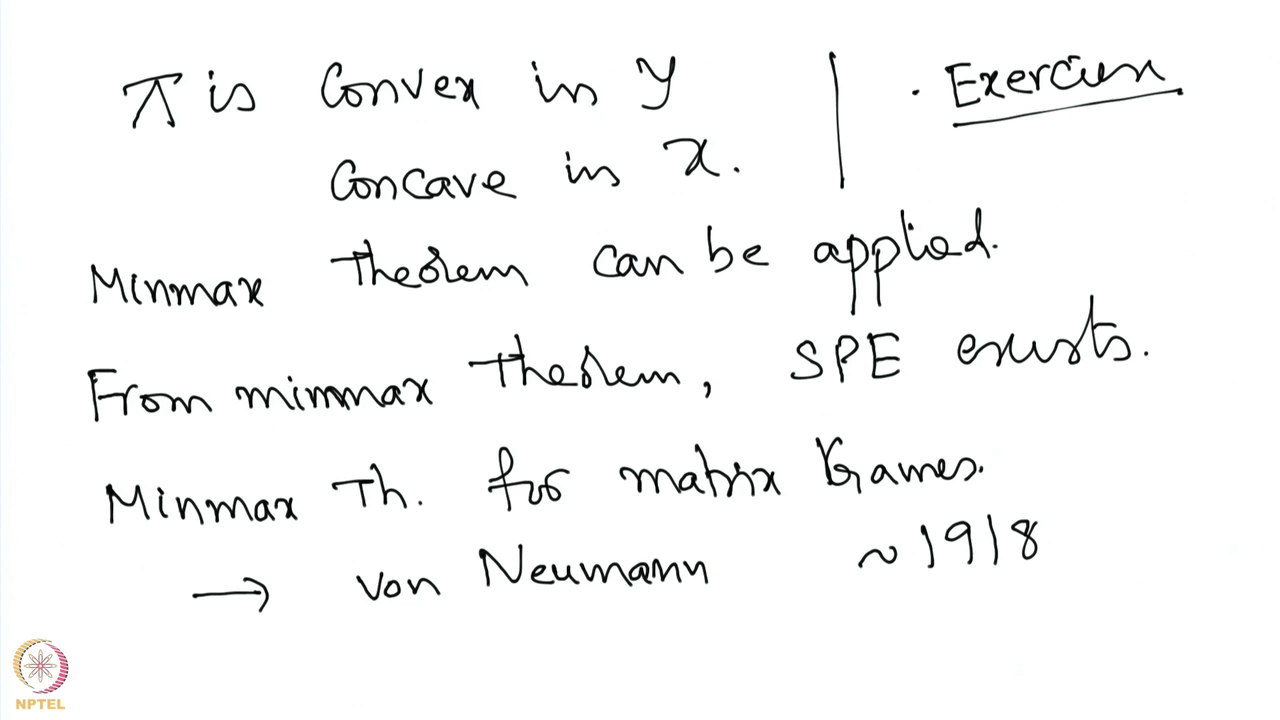 π is Convex in y | . Exercises
Concave in x.
Minmax Theorem can be applied.
From minmax Theorem, SPE exists.
Minmax Th. for matrix Games.
→ von Neumann ~1918
NPTEL